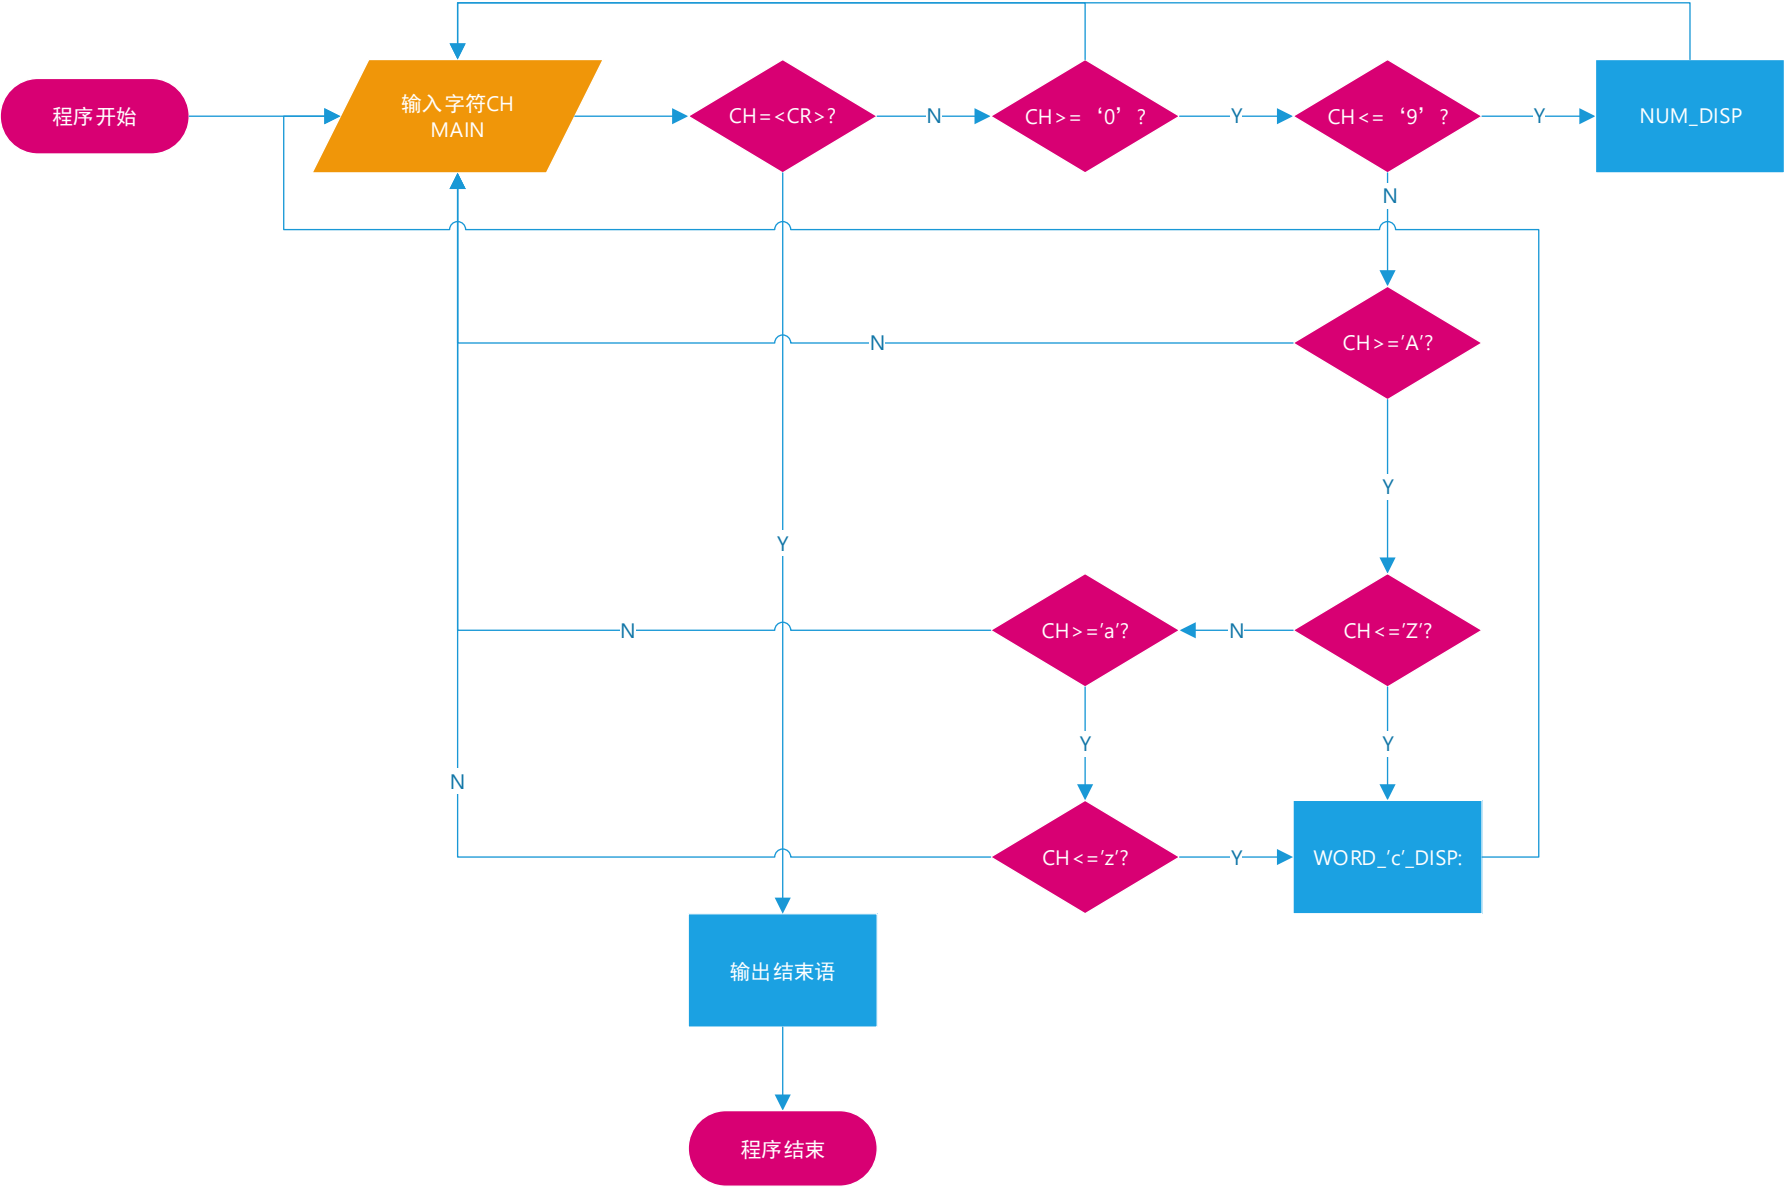 程序开始
输入字符CH
MAIN
CH=<CR>?
N
CH>=‘0’?
Y
CH<=‘9’?
Y
NUM_DISP
N
CH>='A'?
N
Y
Y
CH>='a'?
N
CH<='Z'?
N
Y
Y
N
CH<='z'?
Y
WORD_'c'_DISP:
输出结束语
程序结束